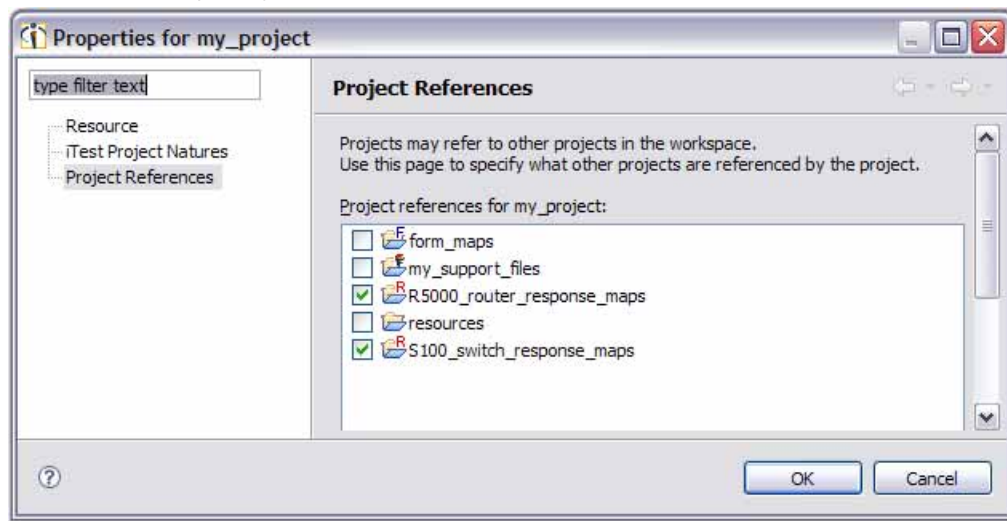 Properties for my_project
type filter text
Resource
iTest Project Natures
Project References
Project References
Projects may refer to other projects in the workspace.
Use this page to specify what other projects are referenced by the project.
Project references for my_project:
form_maps
my_support_files
R5000_router_response_maps
resources
S100_switch_response_maps
OK
Cancel